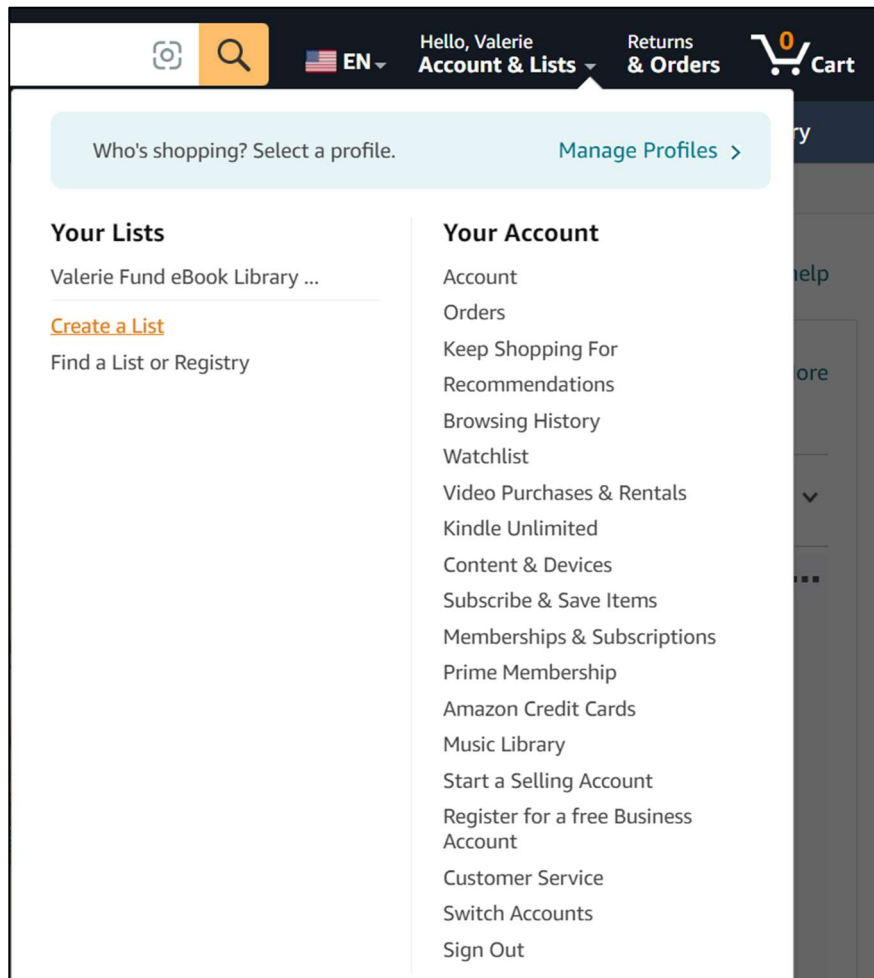 EN
Hello, Valerie
Account & Lists
Returns
& Orders
0
Cart
Who's shopping? Select a profile.
Manage Profiles
Your Lists
Valerie Fund eBook Library ...
Create a List
Find a List or Registry
Your Account
Account
Orders
Keep Shopping For
Recommendations
Browsing History
Watchlist
Video Purchases & Rentals
Kindle Unlimited
Content & Devices
Subscribe & Save Items
Memberships & Subscriptions
Prime Membership
Amazon Credit Cards
Music Library
Start a Selling Account
Register for a free Business
Account
Customer Service
Switch Accounts
Sign Out
ry
elp
ore